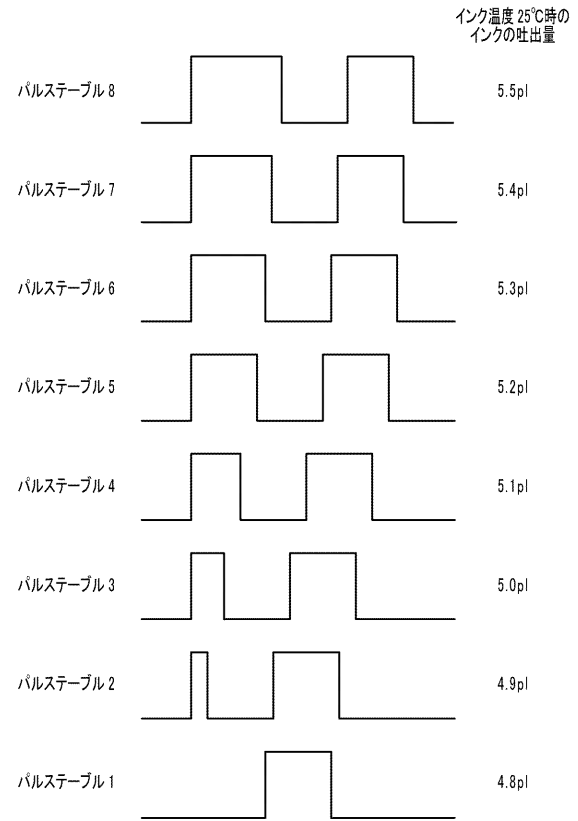 インク温度 25℃時の
インクの吐出量
パルステーブル 8
5.5pl
パルステーブル 7
5.4pl
パルステーブル 6
5.3pl
パルステーブル 5
5.2pl
パルステーブル 4
5.1pl
パルステーブル 3
5.0pl
パルステーブル 2
4.9pl
パルステーブル 1
4.8pl